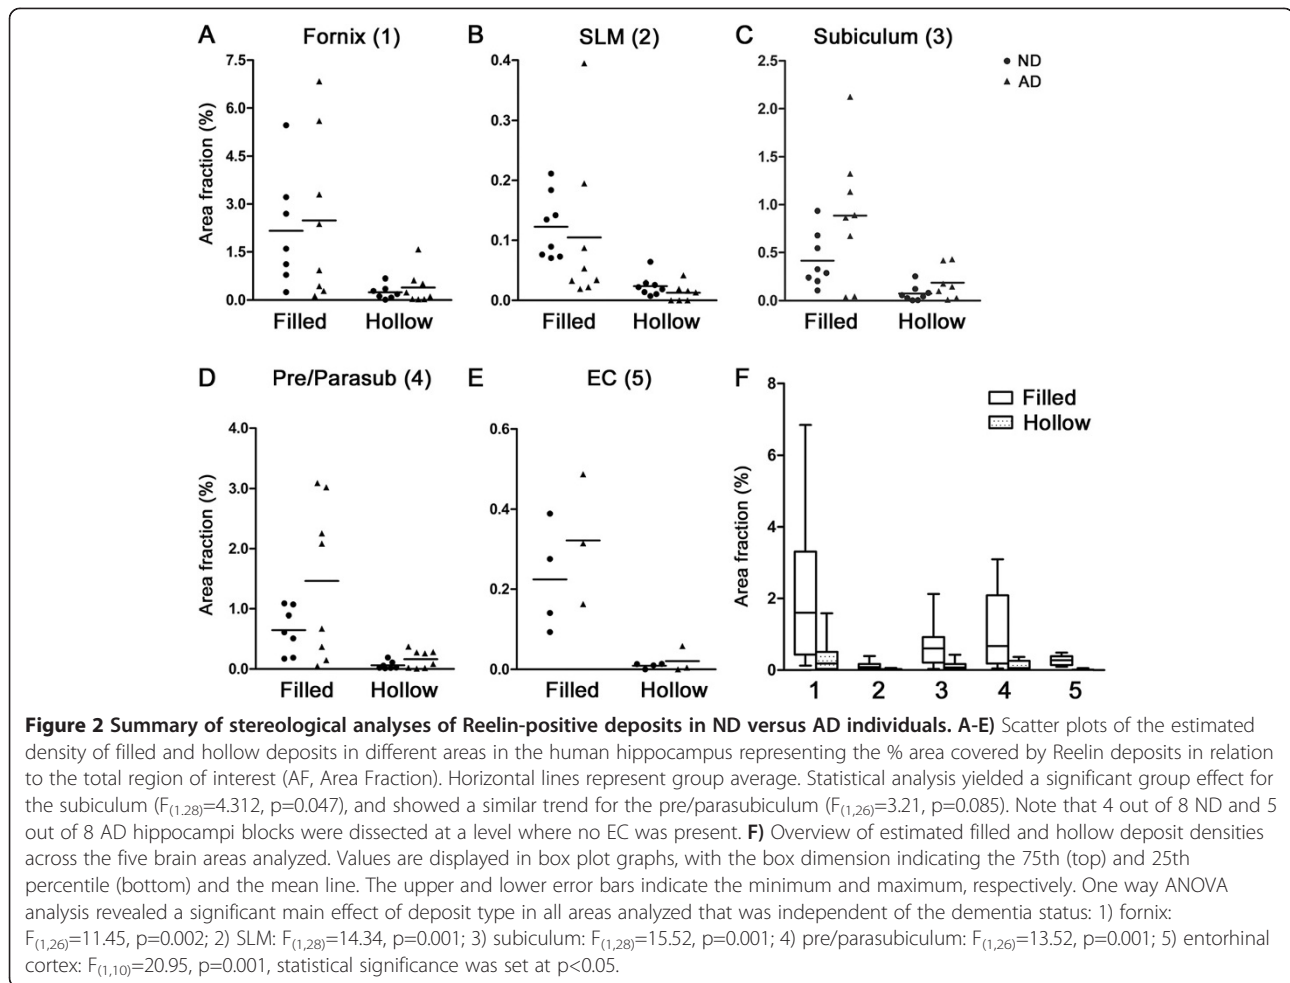 A Fornix (1)
Area fraction (%)
7.5
6.0
4.5
3.0
1.5
0.0
Filled Hollow
B SLM (2)
0.4
0.3
0.2
0.1
0.0
Filled Hollow
C Subiculum (3)
2.5
2.0
1.5
1.0
0.5
0.0
Filled Hollow
ND
AD
D Pre/Parasub (4)
Area fraction (%)
4.0
3.0
2.0
1.0
0.0
Filled Hollow
E EC (5)
0.6
0.4
0.2
0.0
Filled Hollow
F
Area fraction (%)
8
6
4
2
0
1 2 3 4 5
Filled
Hollow
Figure 2 Summary of stereological analyses of Reelin-positive deposits in ND versus AD individuals. A-E) Scatter plots of the estimated
density of filled and hollow deposits in different areas in the human hippocampus representing the % area covered by Reelin deposits in relation
to the total region of interest (AF, Area Fraction). Horizontal lines represent group average. Statistical analysis yielded a significant group effect for
the subiculum (F(1,28)=4.312, p=0.047), and showed a similar trend for the pre/parasubiculum (F(1,26)=3.21, p=0.085). Note that 4 out of 8 ND and 5
out of 8 AD hippocampi blocks were dissected at a level where no EC was present. F) Overview of estimated filled and hollow deposit densities
across the five brain areas analyzed. Values are displayed in box plot graphs, with the box dimension indicating the 75th (top) and 25th
percentile (bottom) and the mean line. The upper and lower error bars indicate the minimum and maximum, respectively. One way ANOVA
analysis revealed a significant main effect of deposit type in all areas analyzed that was independent of the dementia status: 1) fornix:
F(1,26)=11.45, p=0.002; 2) SLM: F(1,28)=14.34, p=0.001; 3) subiculum: F(1,28)=15.52, p=0.001; 4) pre/parasubiculum: F(1,26)=13.52, p=0.001; 5) entorhinal
cortex: F(1,10)=20.95, p=0.001, statistical significance was set at p<0.05.